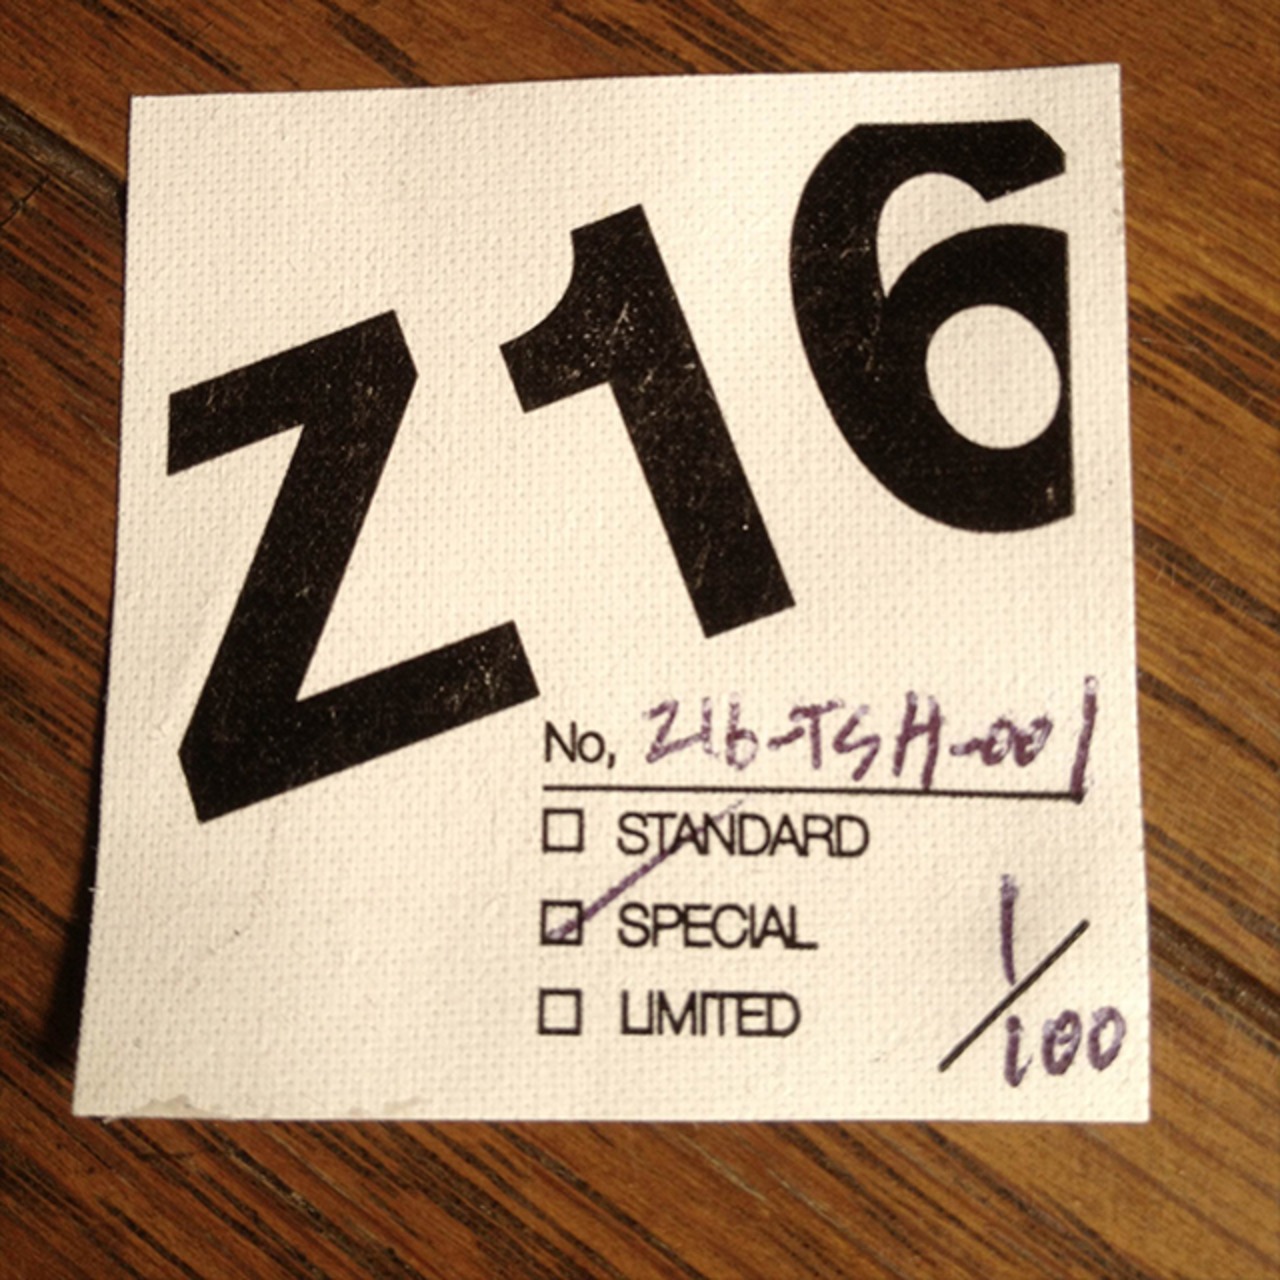 Z16
No, Z16-TSH-001
STANDARD
SPECIAL
LIMITED
1/100